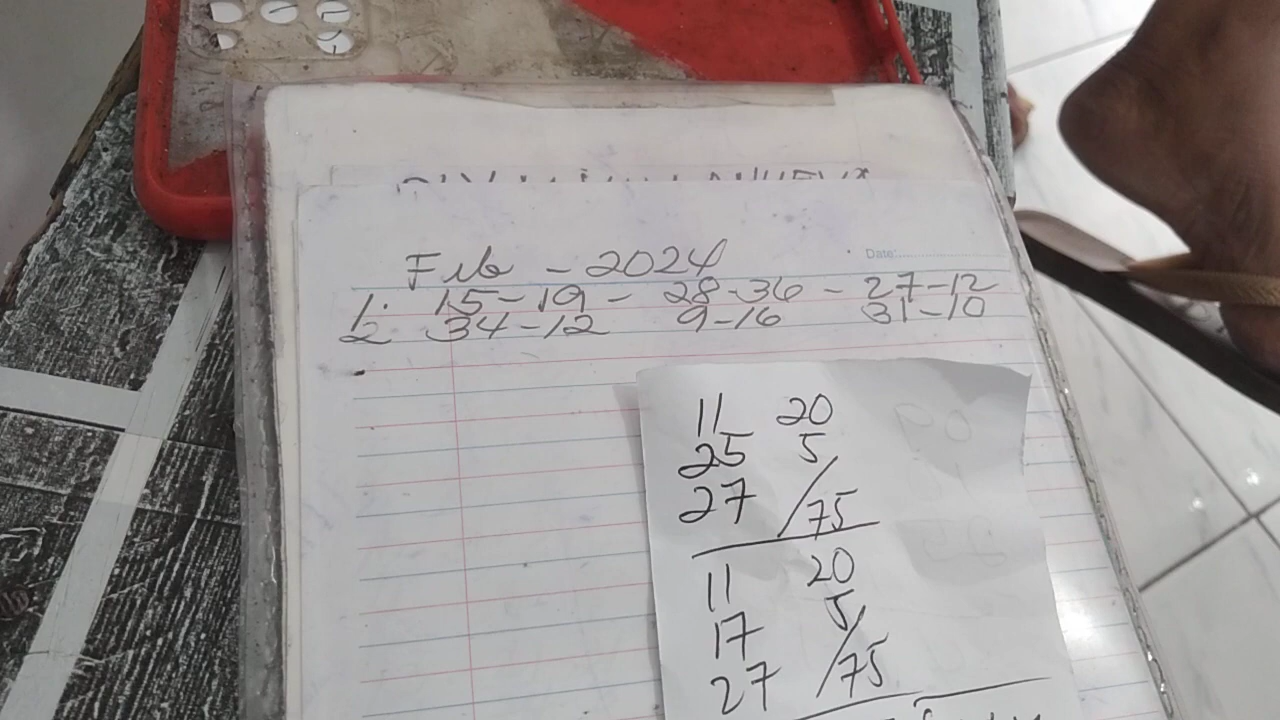 Feb - 2024
Date:
1. 15-19 - 28-36 - 27-12
2 34-12 9-16 31-10
11 20
25 5
27 /75
11 20
17 5
27 /75